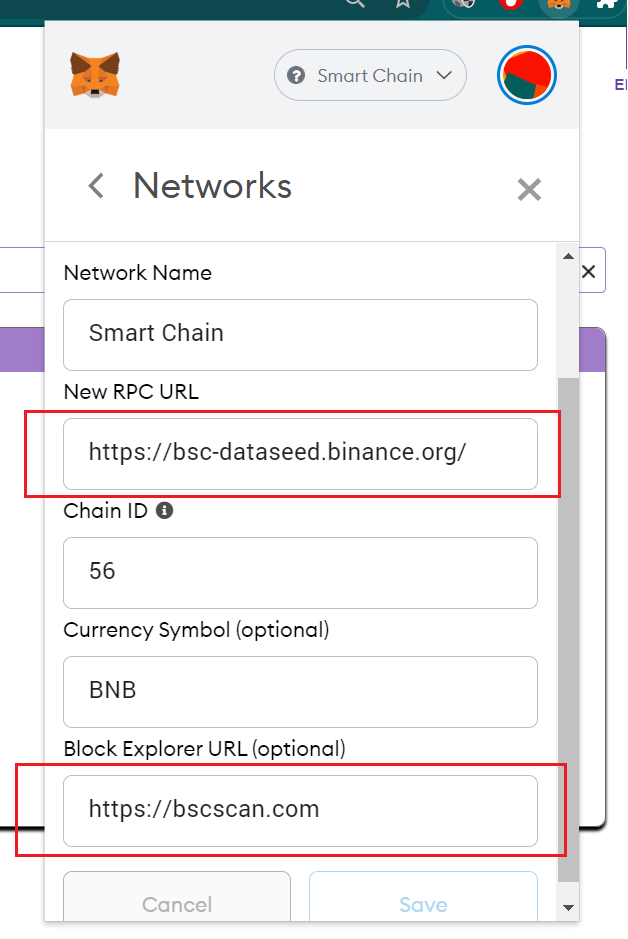 Smart Chain
Networks
Network Name
Smart Chain
New RPC URL
https://bsc-dataseed.binance.org/
Chain ID
56
Currency Symbol (optional)
BNB
Block Explorer URL (optional)
https://bscscan.com
Cancel
Save